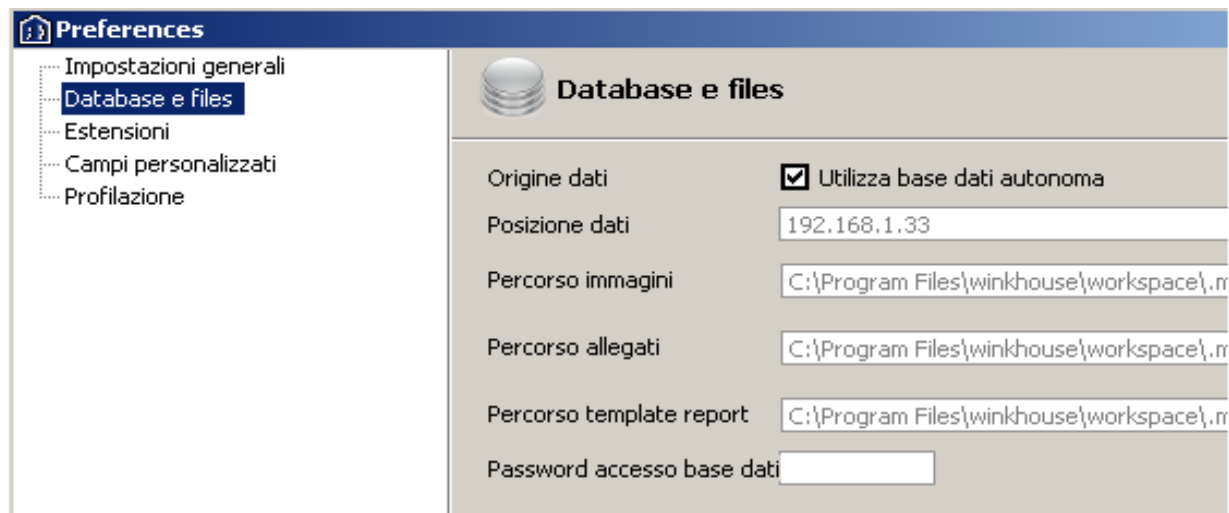 Preferences
Impostazioni generali
Database e files
Estensioni
Campi personalizzati
Profilazione
Database e files
Origine dati
Utilizza base dati autonoma
Posizione dati
192.168.1.33
Percorso immagini
C:\Program Files\winkhouse\workspace\.m
Percorso allegati
C:\Program Files\winkhouse\workspace\.m
Percorso template report
C:\Program Files\winkhouse\workspace\.m
Password accesso base dati